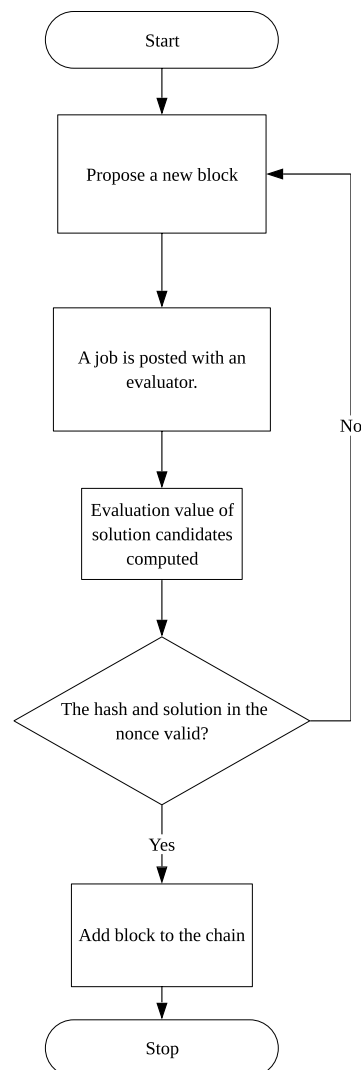 Start
Propose a new block
A job is posted with an
evaluator.
No
Evaluation value of
solution candidates
computed
The hash and solution in the
nonce valid?
Yes
Add block to the chain
Stop